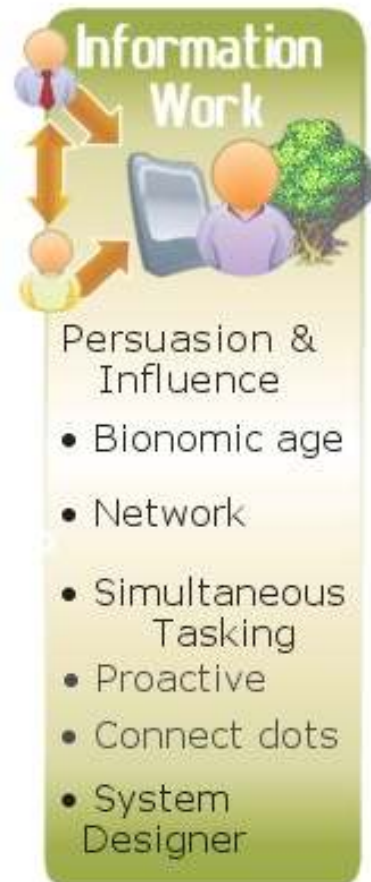 Information
Work
Persuasion &
Influence
• Bionomic age
• Network
• Simultaneous
Tasking
• Proactive
• Connect dots
• System
Designer